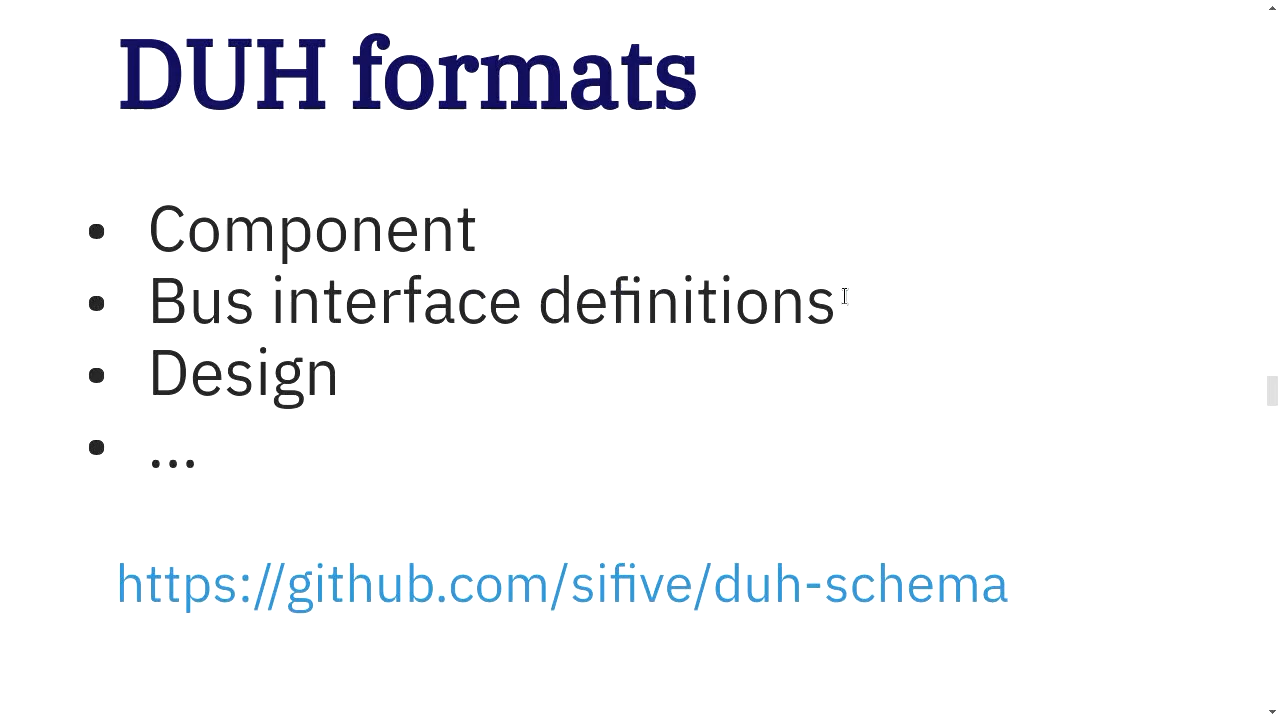 DUH formats
• Component
• Bus interface definitions
• Design
• ...
https://github.com/sifive/duh-schema